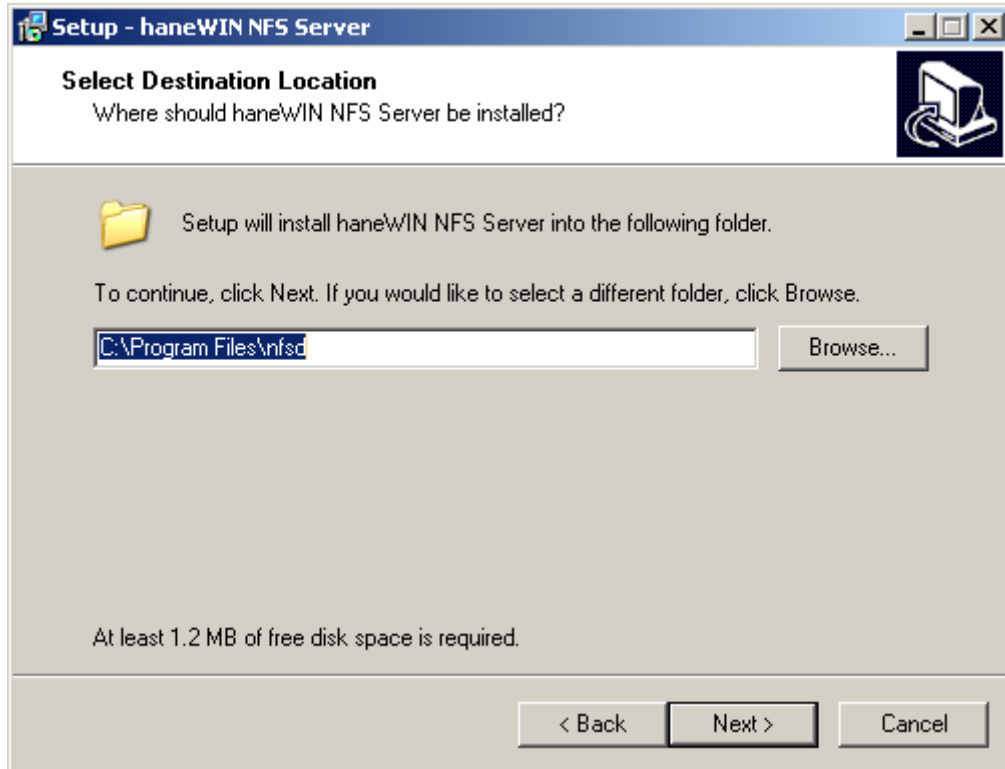 Setup - haneWIN NFS Server
Select Destination Location
Where should haneWIN NFS Server be installed?
Setup will install haneWIN NFS Server into the following folder.
To continue, click Next. If you would like to select a different folder, click Browse.
C:\Program Files\nfsd
Browse...
At least 1.2 MB of free disk space is required.
< Back
Next >
Cancel